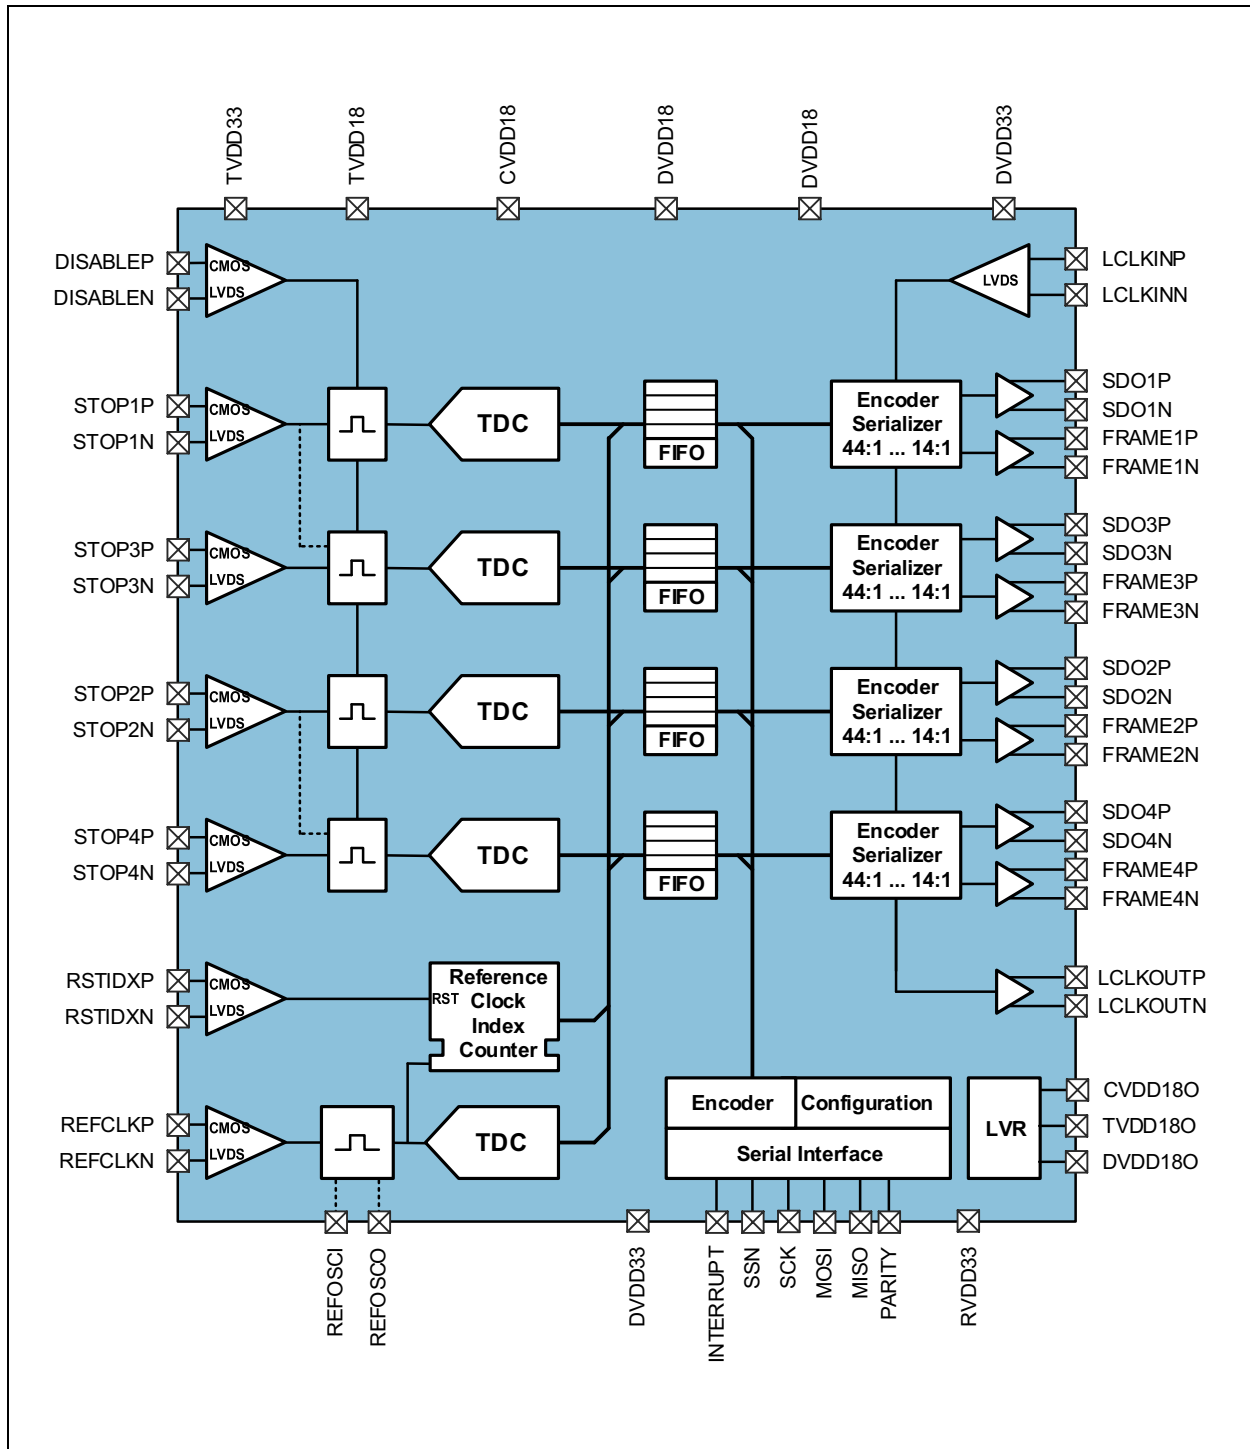 TVDD33
TVDD18
CVDD18
DVDD18
DVDD18
DVDD33
DISABLEP
DISABLEN
CMOS
LVDS
LVDS
LCLKINP
LCLKINN
STOP1P
STOP1N
CMOS
LVDS
TDC
FIFO
Encoder
Serializer
44:1 ... 14:1
SDO1P
SDO1N
FRAME1P
FRAME1N
STOP3P
STOP3N
CMOS
LVDS
TDC
FIFO
Encoder
Serializer
44:1 ... 14:1
SDO3P
SDO3N
FRAME3P
FRAME3N
STOP2P
STOP2N
CMOS
LVDS
TDC
FIFO
Encoder
Serializer
44:1 ... 14:1
SDO2P
SDO2N
FRAME2P
FRAME2N
STOP4P
STOP4N
CMOS
LVDS
TDC
FIFO
Encoder
Serializer
44:1 ... 14:1
SDO4P
SDO4N
FRAME4P
FRAME4N
RSTIDXP
RSTIDXN
CMOS
LVDS
RST
Reference
Clock
Index
Counter
LCLKOUTP
LCLKOUTN
REFCLKP
REFCLKN
CMOS
LVDS
TDC
Encoder
Configuration
Serial Interface
LVR
CVDD18O
TVDD18O
DVDD18O
REFOSCI
REFOSCO
DVDD33
INTERRUPT
SSN
SCK
MOSI
MISO
PARITY
RVDD33